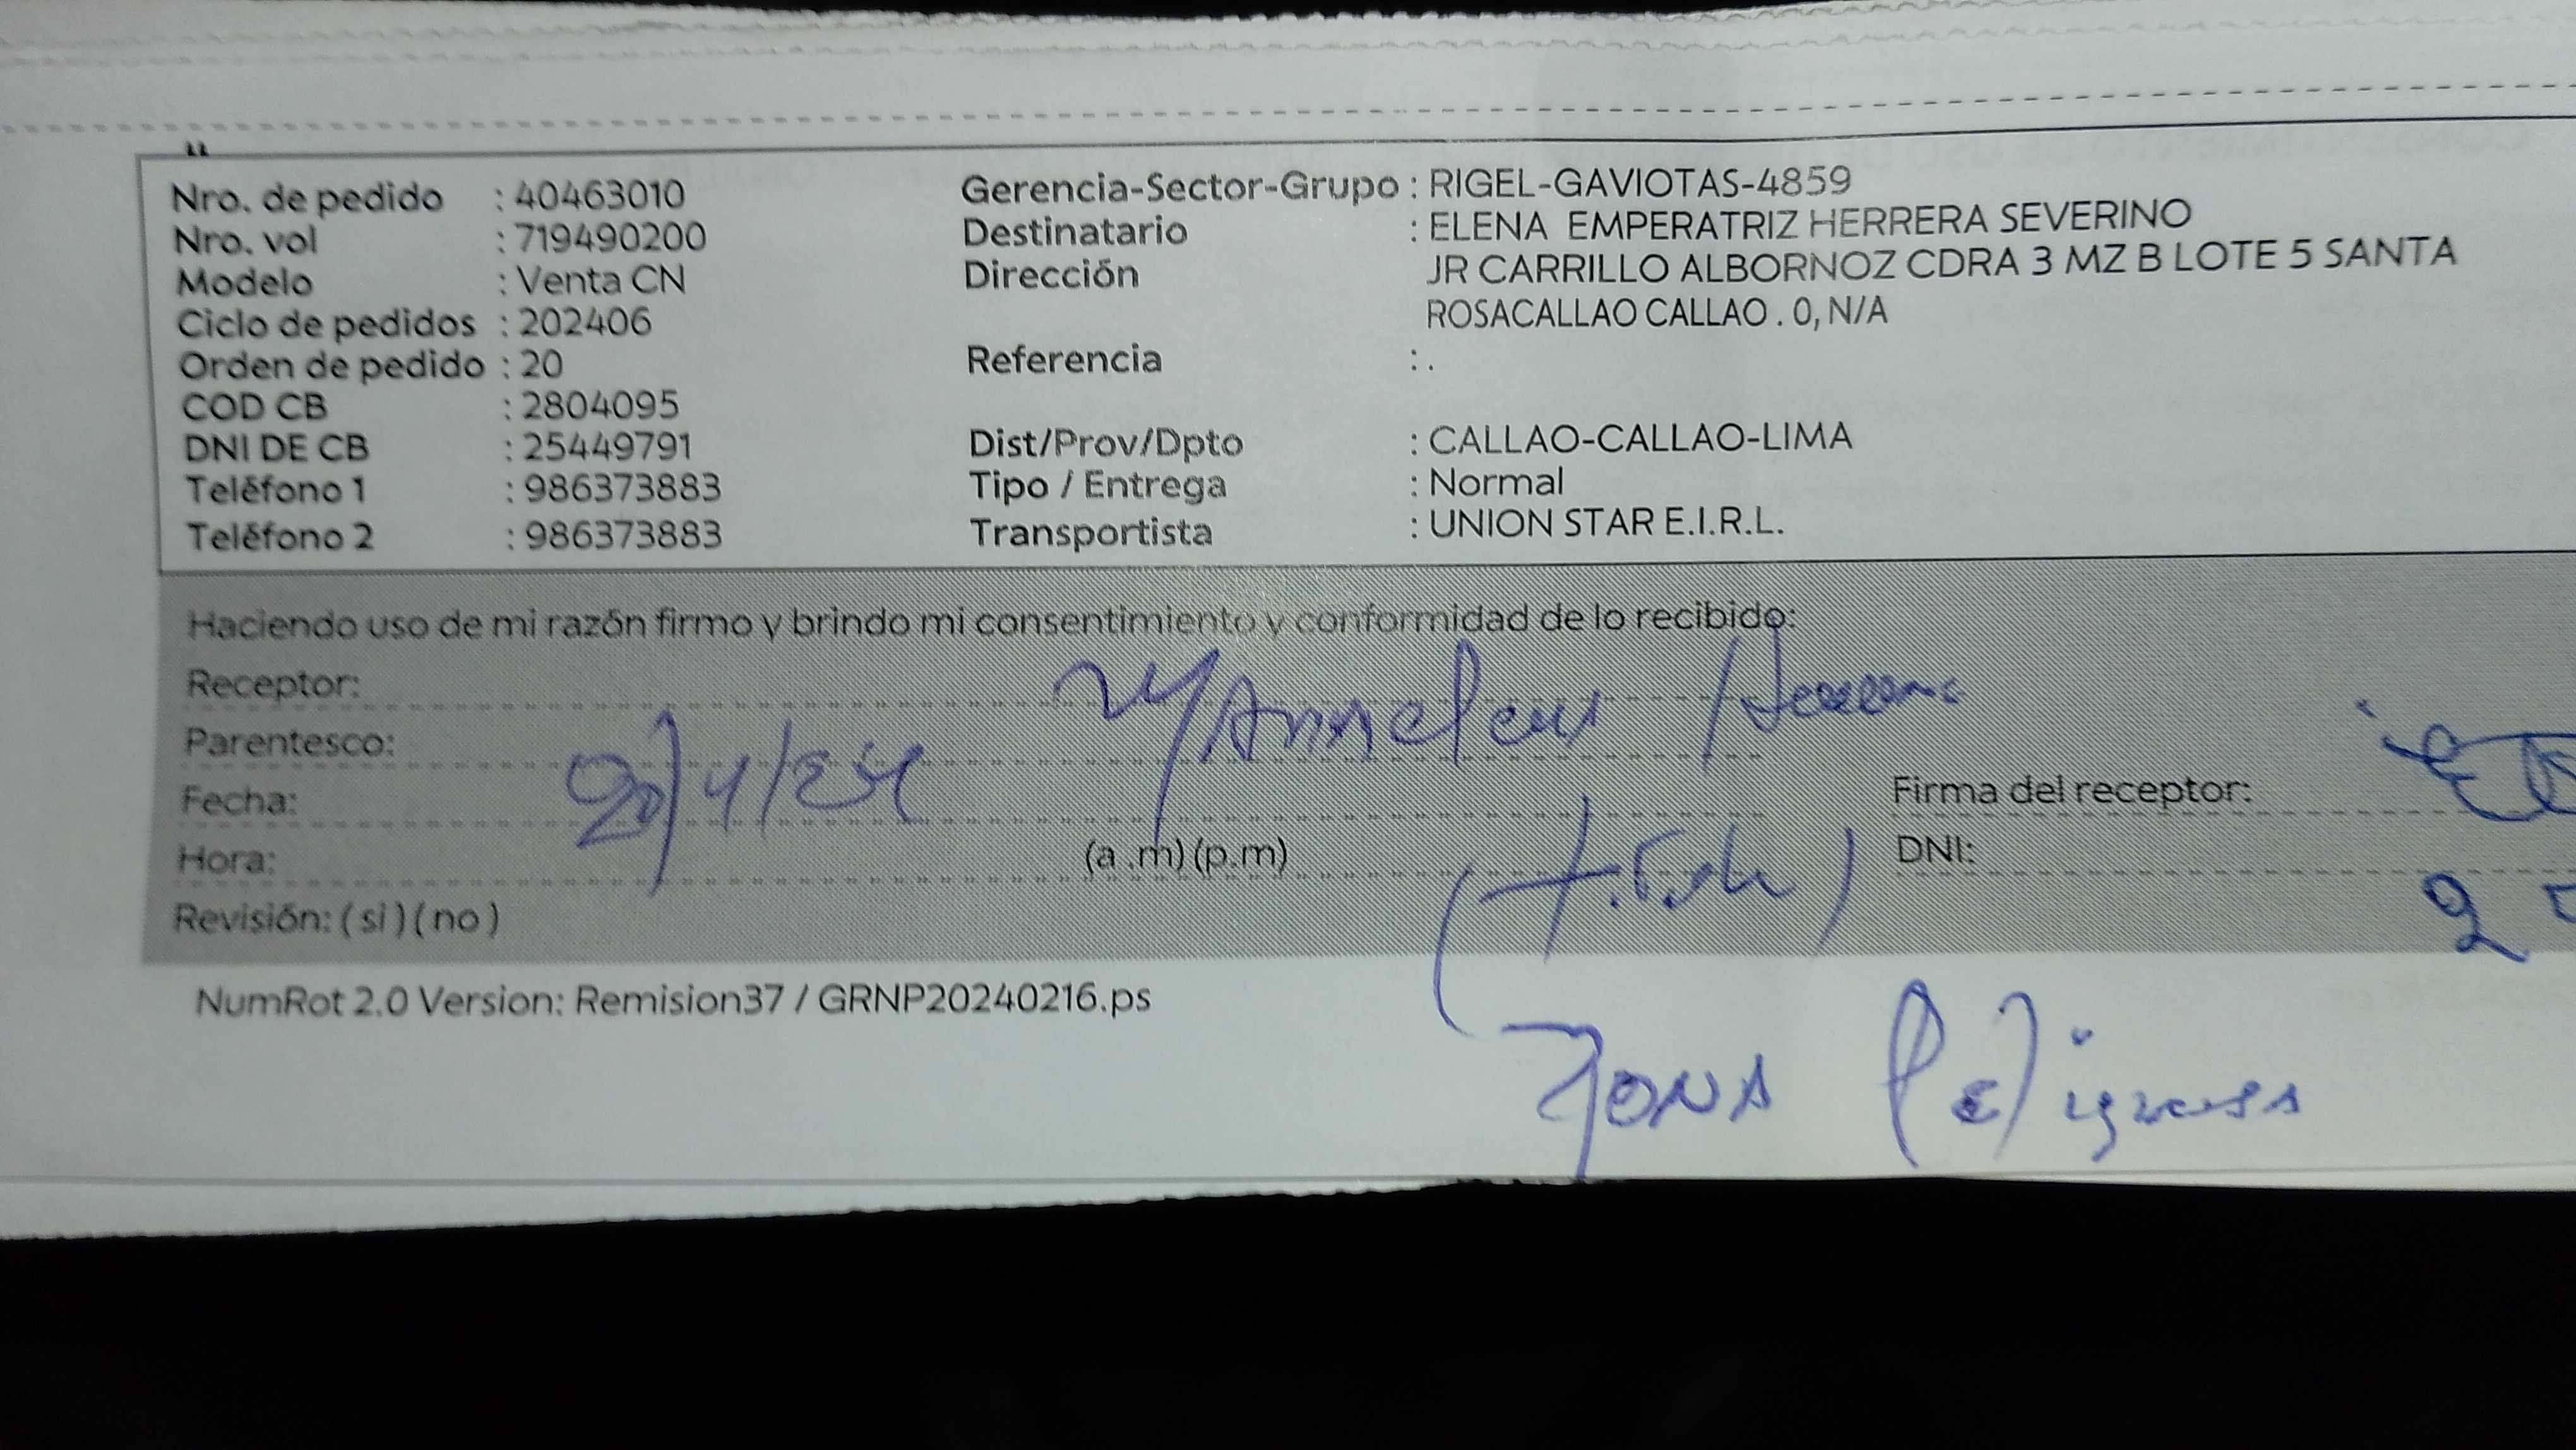 Nro. de pedido : 40463010
Nro. vol : 719490200
Modelo : Venta CN
Ciclo de pedidos : 202406
Orden de pedido : 20
COD CB : 2804095
DNI DE CB : 25449791
Teléfono 1 : 986373883
Teléfono 2 : 986373883
Gerencia-Sector-Grupo : RIGEL-GAVIOTAS-4859
Destinatario : ELENA EMPERATRIZ HERRERA SEVERINO
Dirección JR CARRILLO ALBORNOZ CDRA 3 MZ B LOTE 5 SANTA
ROSACALLAO CALLAO . 0, N/A
Referencia : .
Dist/Prov/Dpto : CALLAO-CALLAO-LIMA
Tipo / Entrega : Normal
Transportista : UNION STAR E.I.R.L.
Haciendo uso de mi razón firmo y brindo mi consentimiento y conformidad de lo recibido:
Receptor:
Parentesco:
Fecha:
Hora: (a .m) (p.m)
Revisión: ( si ) ( no )
Firma del receptor:
DNI:
NumRot 2.0 Version: Remision37 / GRNP20240216.ps
Zona Peligrosa